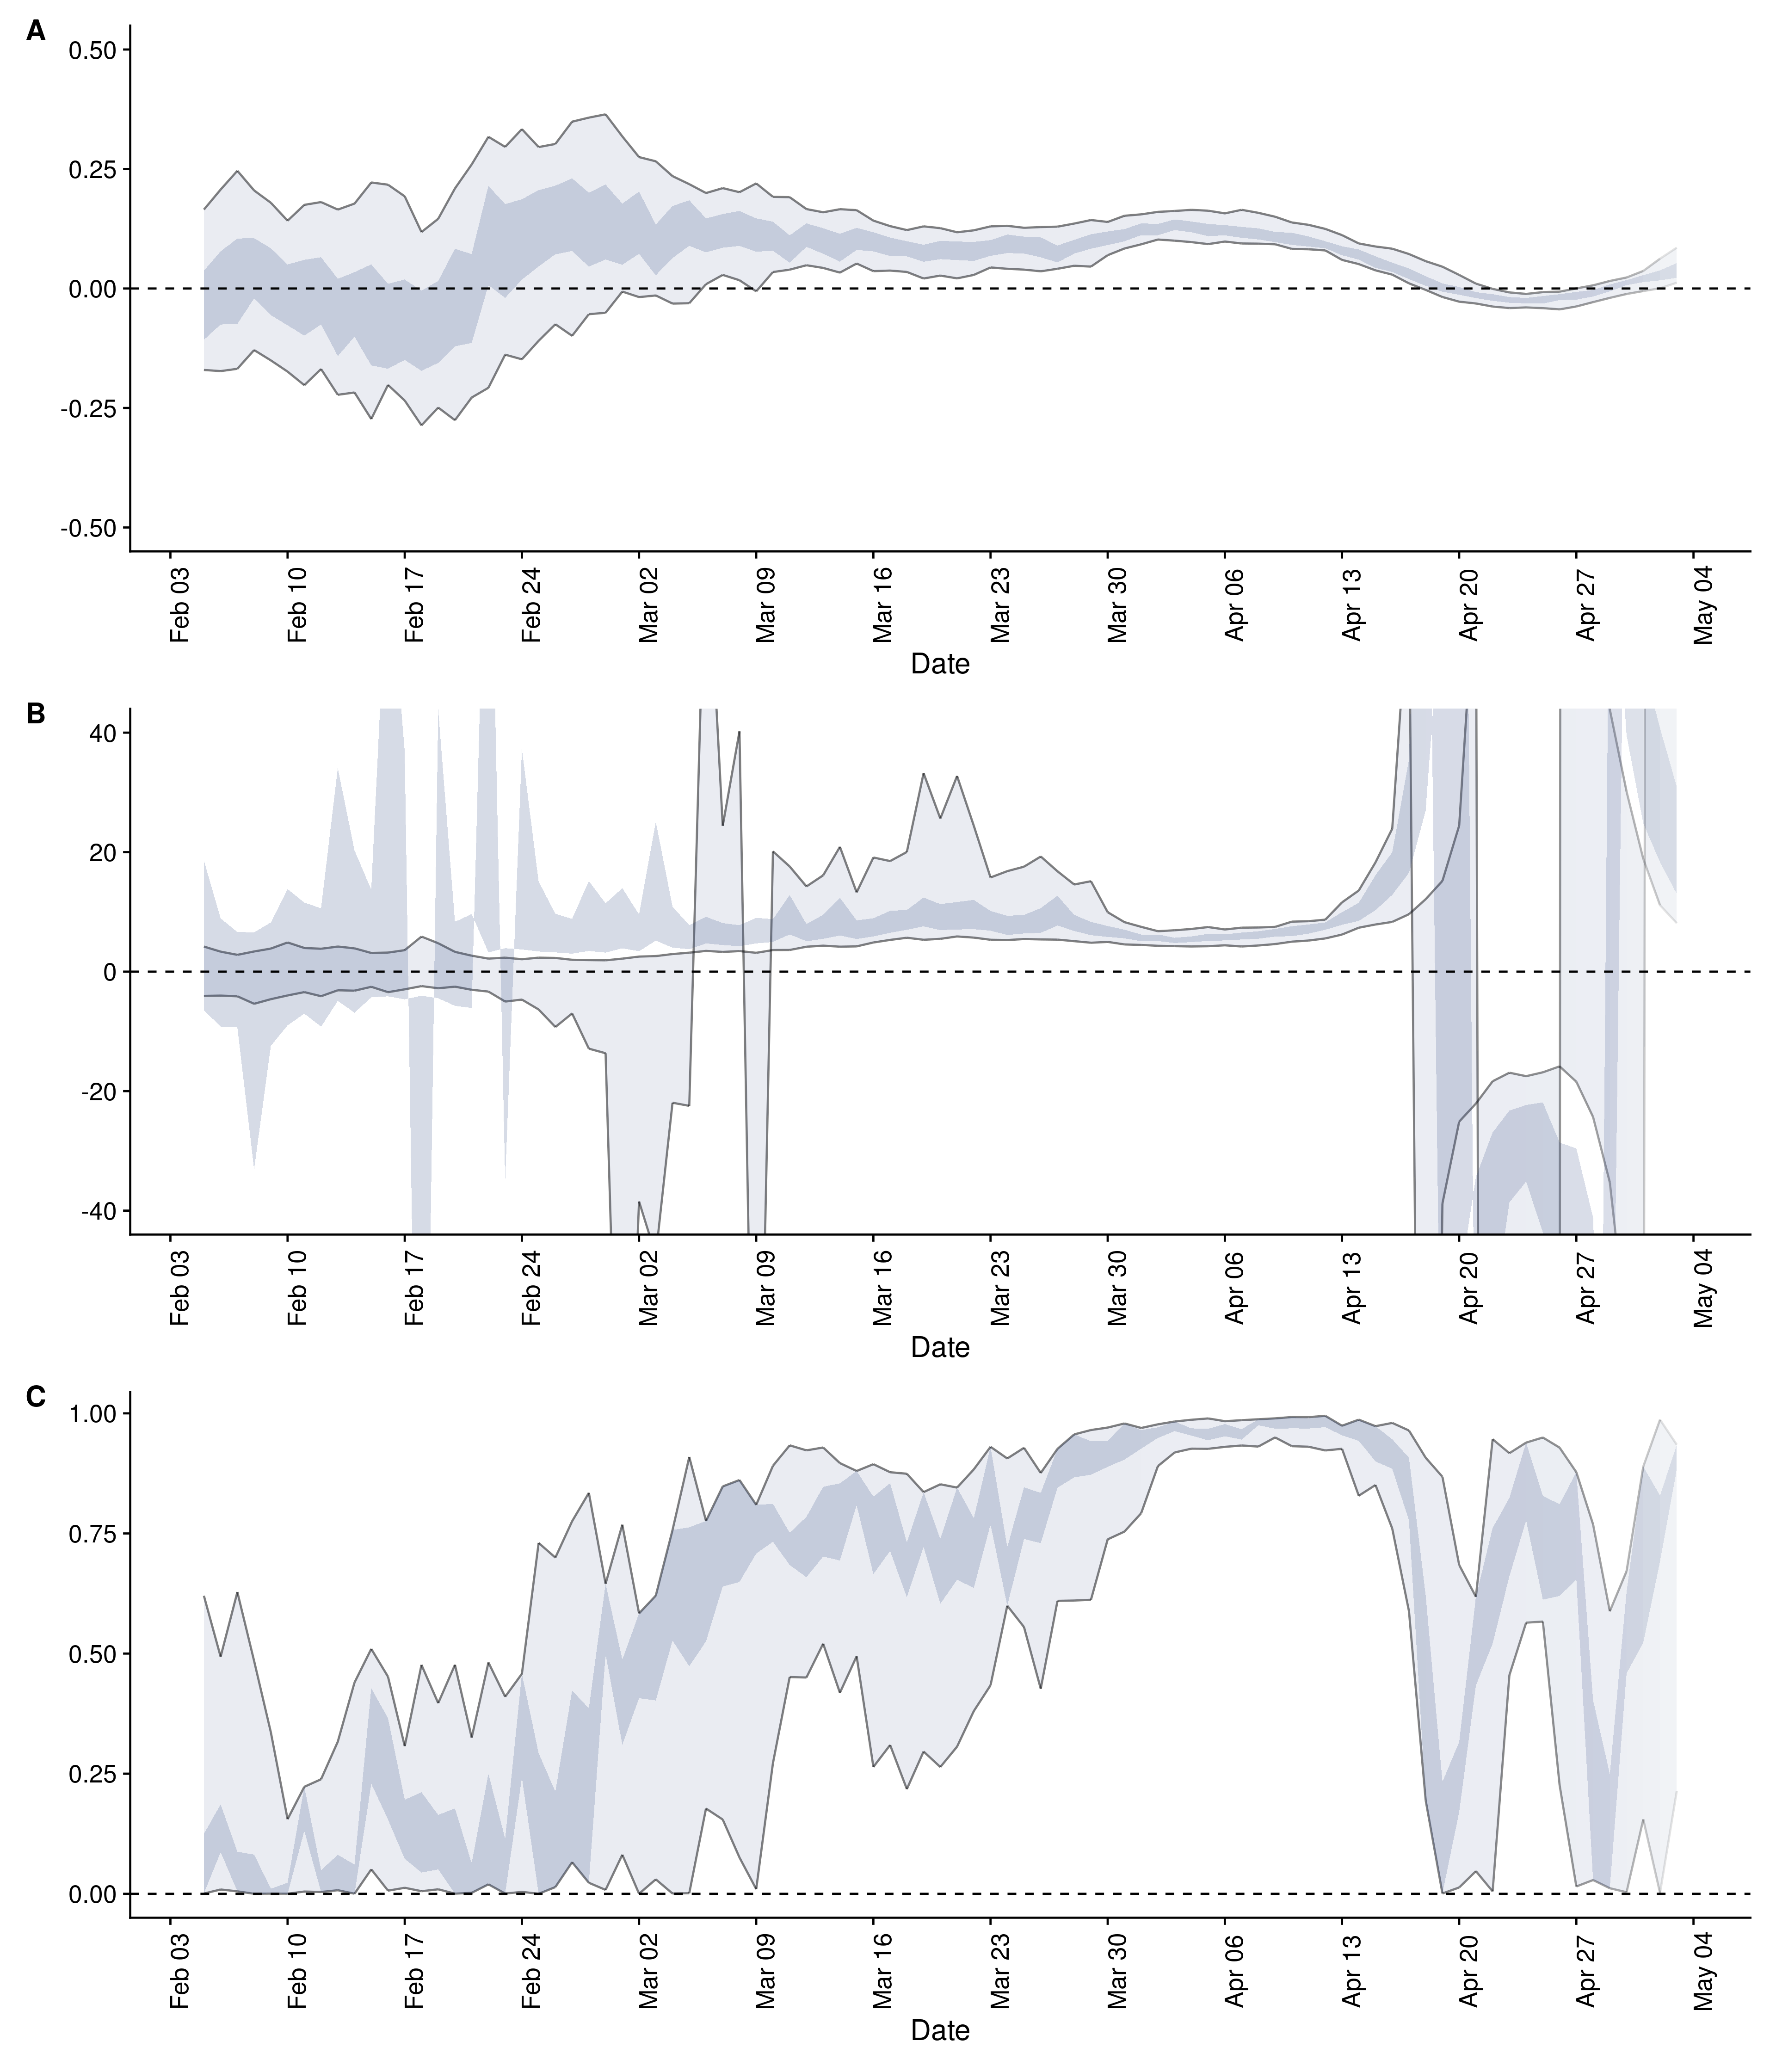 A
0.50
0.25
0.00
-0.25
-0.50
Feb 03
Feb 10
Feb 17
Feb 24
Mar 02
Mar 09
Mar 16
Mar 23
Mar 30
Apr 06
Apr 13
Apr 20
Apr 27
May 04
Date
B
40
20
0
-20
-40
Feb 03
Feb 10
Feb 17
Feb 24
Mar 02
Mar 09
Mar 16
Mar 23
Mar 30
Apr 06
Apr 13
Apr 20
Apr 27
May 04
Date
C
1.00
0.75
0.50
0.25
0.00
Feb 03
Feb 10
Feb 17
Feb 24
Mar 02
Mar 09
Mar 16
Mar 23
Mar 30
Apr 06
Apr 13
Apr 20
Apr 27
May 04
Date